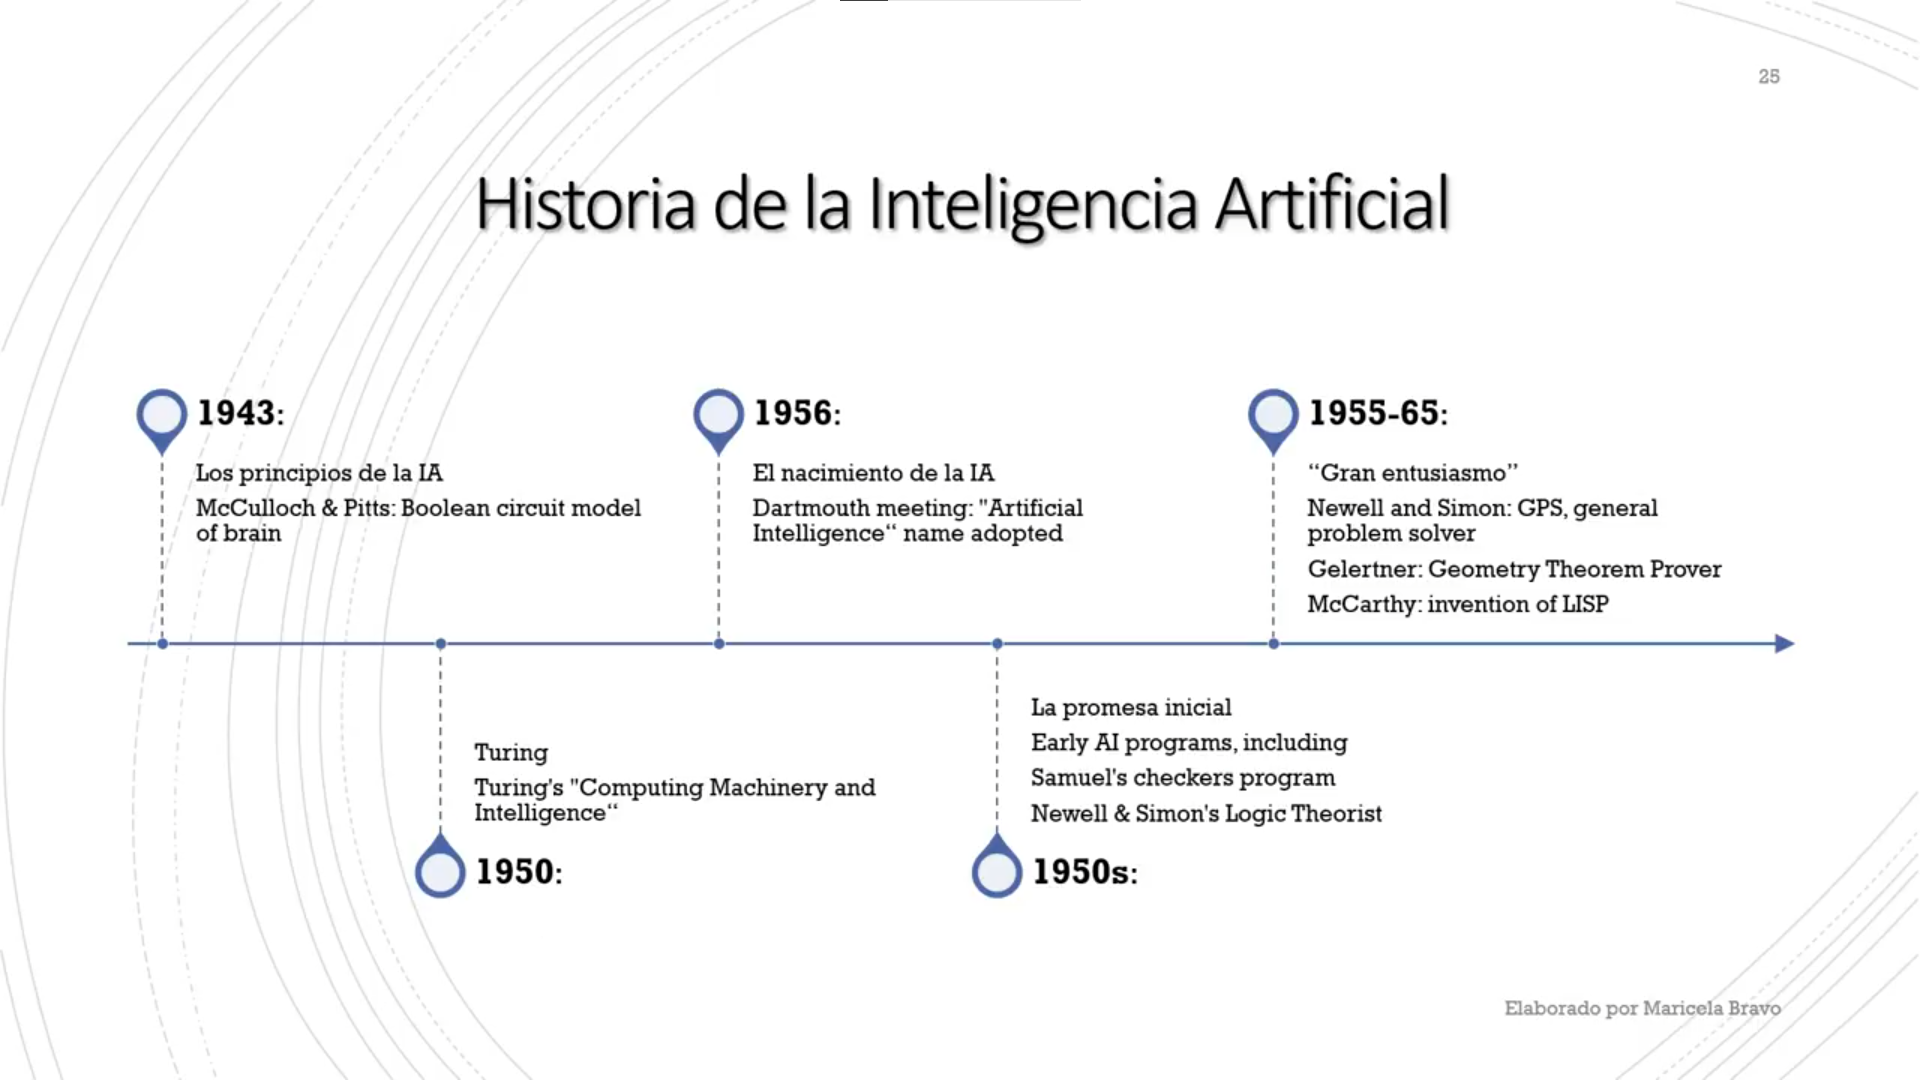 25
Historia de la Inteligencia Artificial
1943:
Los principios de la IA
McCulloch & Pitts: Boolean circuit model
of brain
1956:
El nacimiento de la IA
Dartmouth meeting: "Artificial
Intelligence“ name adopted
1955-65:
“Gran entusiasmo”
Newell and Simon: GPS, general
problem solver
Gelertner: Geometry Theorem Prover
McCarthy: invention of LISP
Turing
Turing's "Computing Machinery and
Intelligence“
1950:
La promesa inicial
Early AI programs, including
Samuel's checkers program
Newell & Simon's Logic Theorist
1950s:
Elaborado por Maricela Bravo